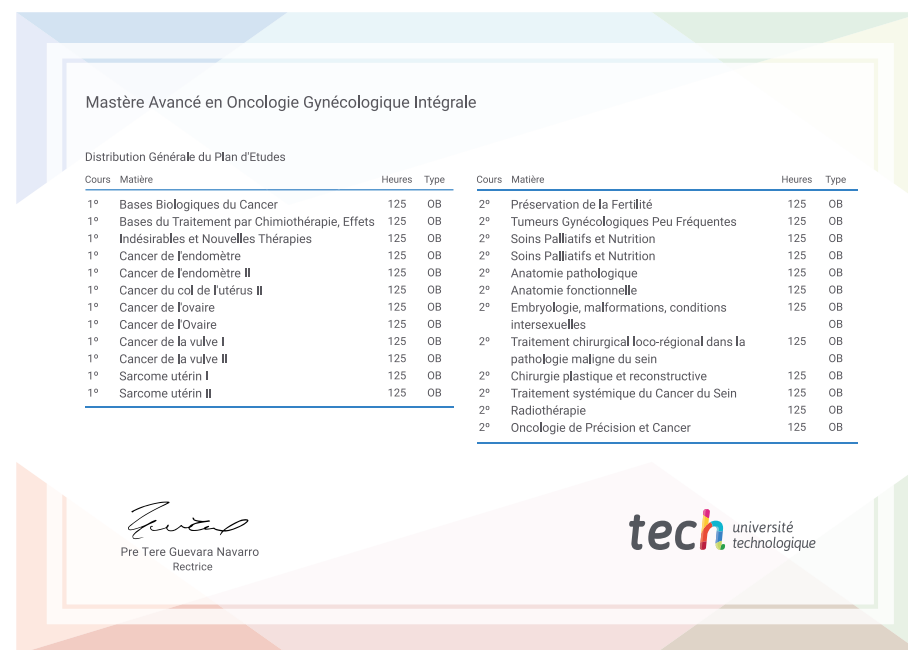 Mastère Avancé en Oncologie Gynécologique Intégrale
Distribution Générale du Plan d'Etudes
Cours Matière Heures Type
1º Bases Biologiques du Cancer 125 OB
1º Bases du Traitement par Chimiothérapie, Effets 125 OB
1º Indésirables et Nouvelles Thérapies 125 OB
1º Cancer de l'endomètre 125 OB
1º Cancer de l'endomètre II 125 OB
1º Cancer du col de l'utérus II 125 OB
1º Cancer de l'ovaire 125 OB
1º Cancer de l'Ovaire 125 OB
1º Cancer de la vulve I 125 OB
1º Cancer de la vulve II 125 OB
1º Sarcome utérin I 125 OB
1º Sarcome utérin II 125 OB
Cours Matière Heures Type
2º Préservation de la Fertilité 125 OB
2º Tumeurs Gynécologiques Peu Fréquentes 125 OB
2º Soins Palliatifs et Nutrition 125 OB
2º Soins Palliatifs et Nutrition 125 OB
2º Anatomie pathologique 125 OB
2º Anatomie fonctionnelle 125 OB
2º Embryologie, malformations, conditions 125 OB
intersexuelles OB
2º Traitement chirurgical loco-régional dans la 125 OB
pathologie maligne du sein OB
2º Chirurgie plastique et reconstructive 125 OB
2º Traitement systémique du Cancer du Sein 125 OB
2º Radiothérapie 125 OB
2º Oncologie de Précision et Cancer 125 OB
Pre Tere Guevara Navarro
Rectrice
tech université
technologique